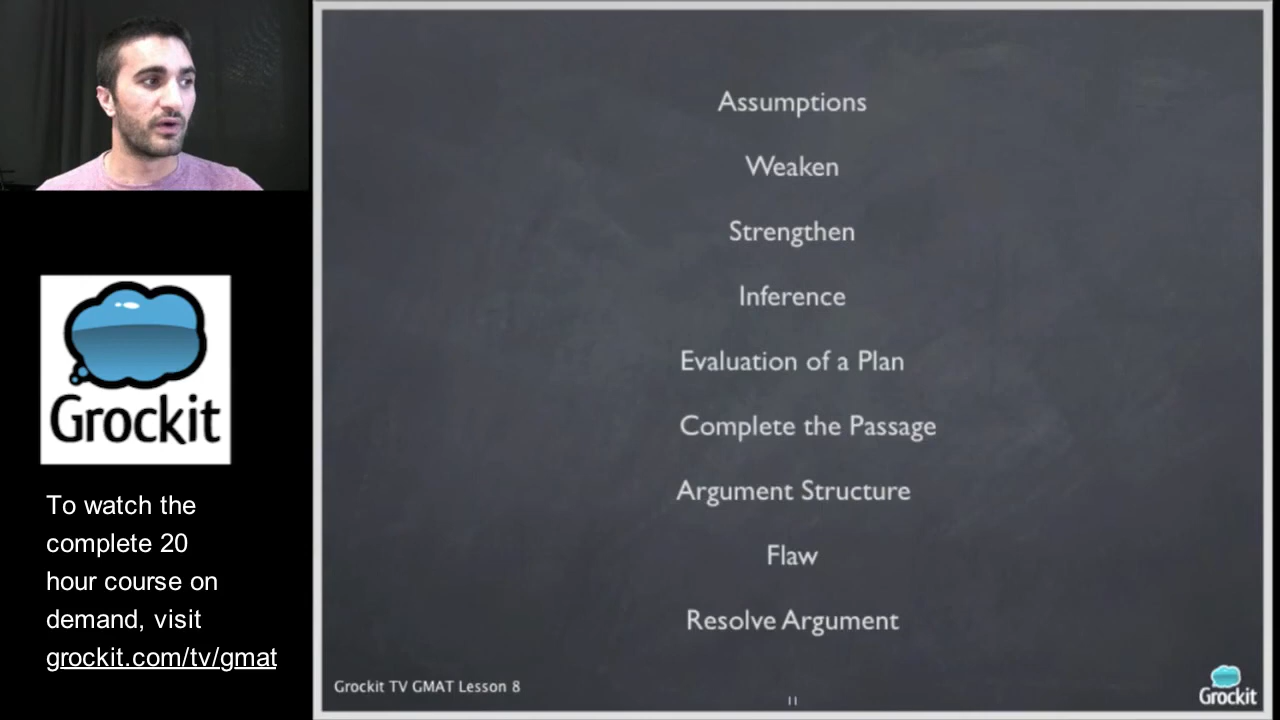 Grockit
To watch the
complete 20
hour course on
demand, visit
grockit.com/tv/gmat
Assumptions
Weaken
Strengthen
Inference
Evaluation of a Plan
Complete the Passage
Argument Structure
Flaw
Resolve Argument
Grockit TV GMAT Lesson 8
11
Grockit